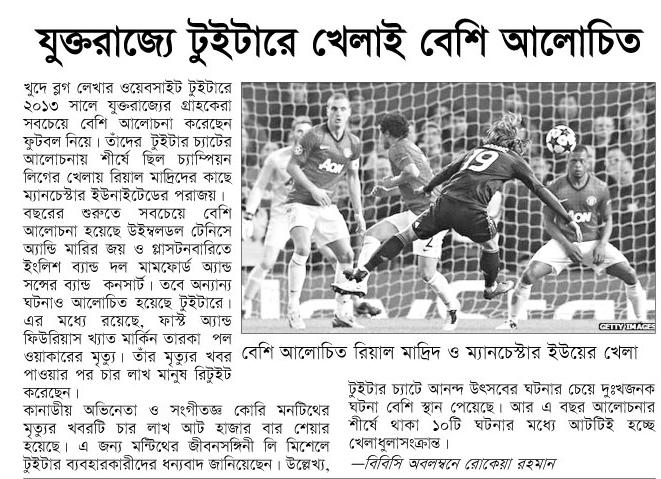 যুক্তরাজ্যে টুইটারে খেলাই বেশি আলোচিত
খুদে ব্লগ লেখার ওয়েবসাইট টুইটারে
২০১৩ সালে যুক্তরাজ্যের গ্রাহকেরা
সবচেয়ে বেশি আলোচনা করেছেন
ফুটবল নিয়ে। তাঁদের টুইটার চ্যাটের
আলোচনায় শীর্ষে ছিল চ্যাম্পিয়ন
লিগের খেলায় রিয়াল মাদ্রিদের কাছে
ম্যানচেস্টার ইউনাইটেডের পরাজয়।
বছরের শুরুতে সবচেয়ে বেশি
আলোচনা হয়েছে উইম্বলডল টেনিসে
অ্যান্ডি মারির জয় ও গ্লাসটনবারিতে
ইংলিশ ব্যান্ড দল মামফোর্ড অ্যান্ড
সন্সের ব্যান্ড কনসার্ট। তবে অন্যান্য
ঘটনাও আলোচিত হয়েছে টুইটারে।
এর মধ্যে রয়েছে, ফাস্ট অ্যান্ড
ফিউরিয়াস খ্যাত মার্কিন তারকা পল
ওয়াকারের মৃত্যু। তাঁর মৃত্যুর খবর
পাওয়ার পর চার লাখ মানুষ রিটুইট
করেছেন।
কানাডীয় অভিনেতা ও সংগীতজ্ঞ কোরি মনটিথের
মৃত্যুর খবরটি চার লাখ আট হাজার বার শেয়ার
হয়েছে। এ জন্য মন্টিথের জীবনসঙ্গিনী লি মিশেলে
টুইটার ব্যবহারকারীদের ধন্যবাদ জানিয়েছেন। উল্লেখ্য,
AON
19
GETTY IMAGES
বেশি আলোচিত রিয়াল মাদ্রিদ ও ম্যানচেস্টার ইউয়ের খেলা
টুইটার চ্যাটে আনন্দ উৎসবের ঘটনার চেয়ে দুঃখজনক
ঘটনা বেশি স্থান পেয়েছে। আর এ বছর আলোচনার
শীর্ষে থাকা ১০টি ঘটনার মধ্যে আটটিই হচ্ছে
খেলাধুলাসংক্রান্ত।
—বিবিসি অবলম্বনে রোকেয়া রহমান